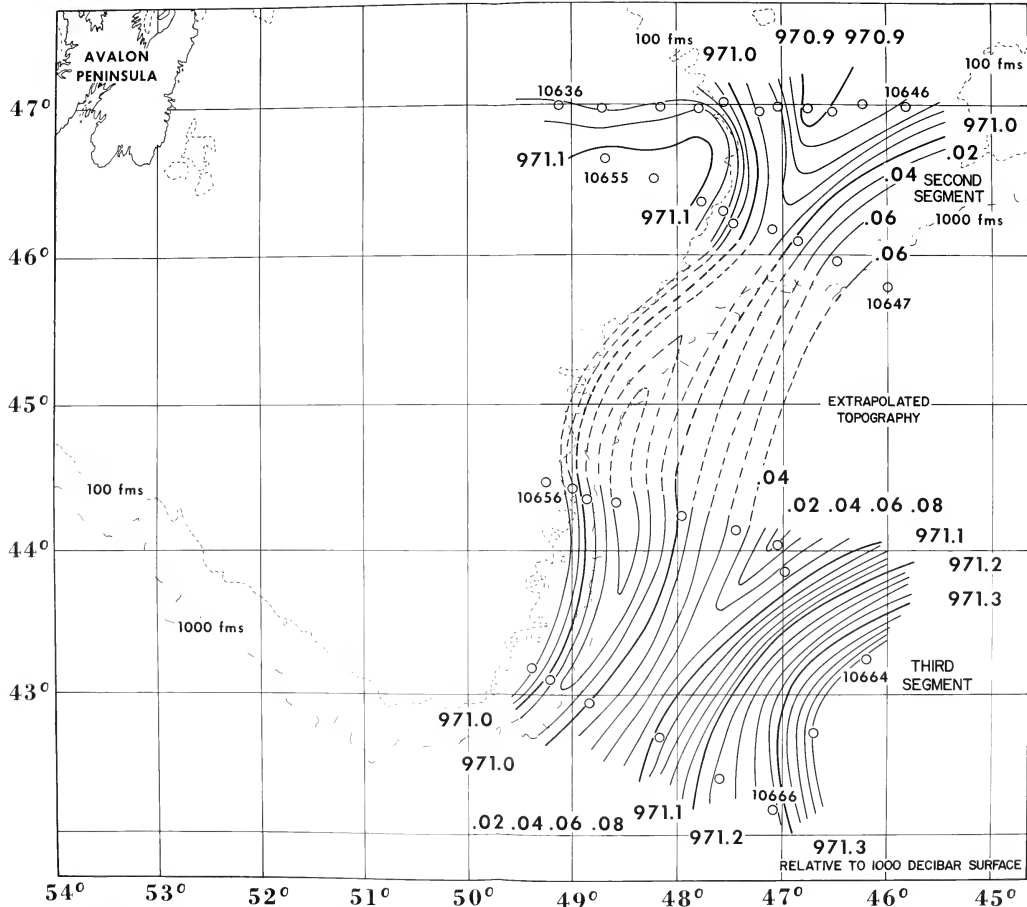 100 fms
970.9 970.9
971.0
AVALON
PENINSULA
100 fms
10636
10646
47°
971.0
971.1
.02
10655
.04
SECOND
SEGMENT
971.1
.06
1000 fms
46°
.06
10647
45°
EXTRAPOLATED
TOPOGRAPHY
.04
100 fms
10656
.02 .04 .06 .08
971.1
44°
971.2
971.3
1000 fms
THIRD
SEGMENT
10664
43°
971.0
971.0
10666
971.1
.02 .04 .06 .08
971.2
971.3
RELATIVE TO 1000 DECIBAR SURFACE
54° 53° 52° 51° 50° 49° 48° 47° 46° 45°